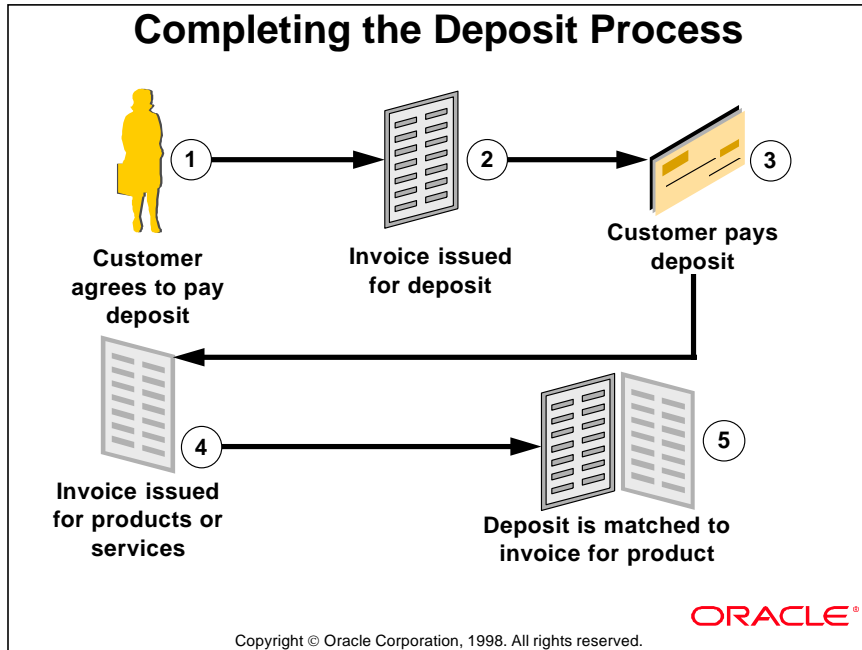 Completing the Deposit Process
1
2
3
Customer
agrees to pay
deposit
Invoice issued
for deposit
Customer pays
deposit
4
5
Invoice issued
for products or
services
Deposit is matched to
invoice for product
ORACLE®
Copyright © Oracle Corporation, 1998. All rights reserved.